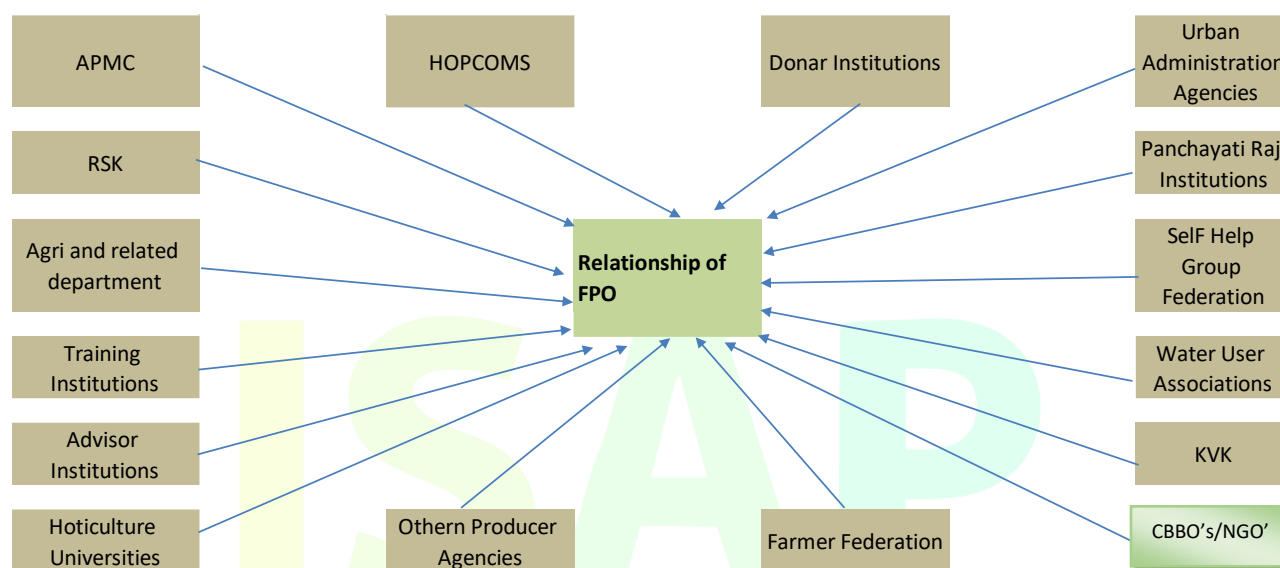 APMC
HOPCOMS
Donar Institutions
Urban
Administration
Agencies
RSK
Panchayati Raj
Institutions
Agri and related
department
Relationship of
FPO
SelF Help
Group
Federation
Training
Institutions
Water User
Associations
Advisor
Institutions
KVK
Hoticulture
Universities
Othern Producer
Agencies
Farmer Federation
CBBO's/NGO'
ISAP